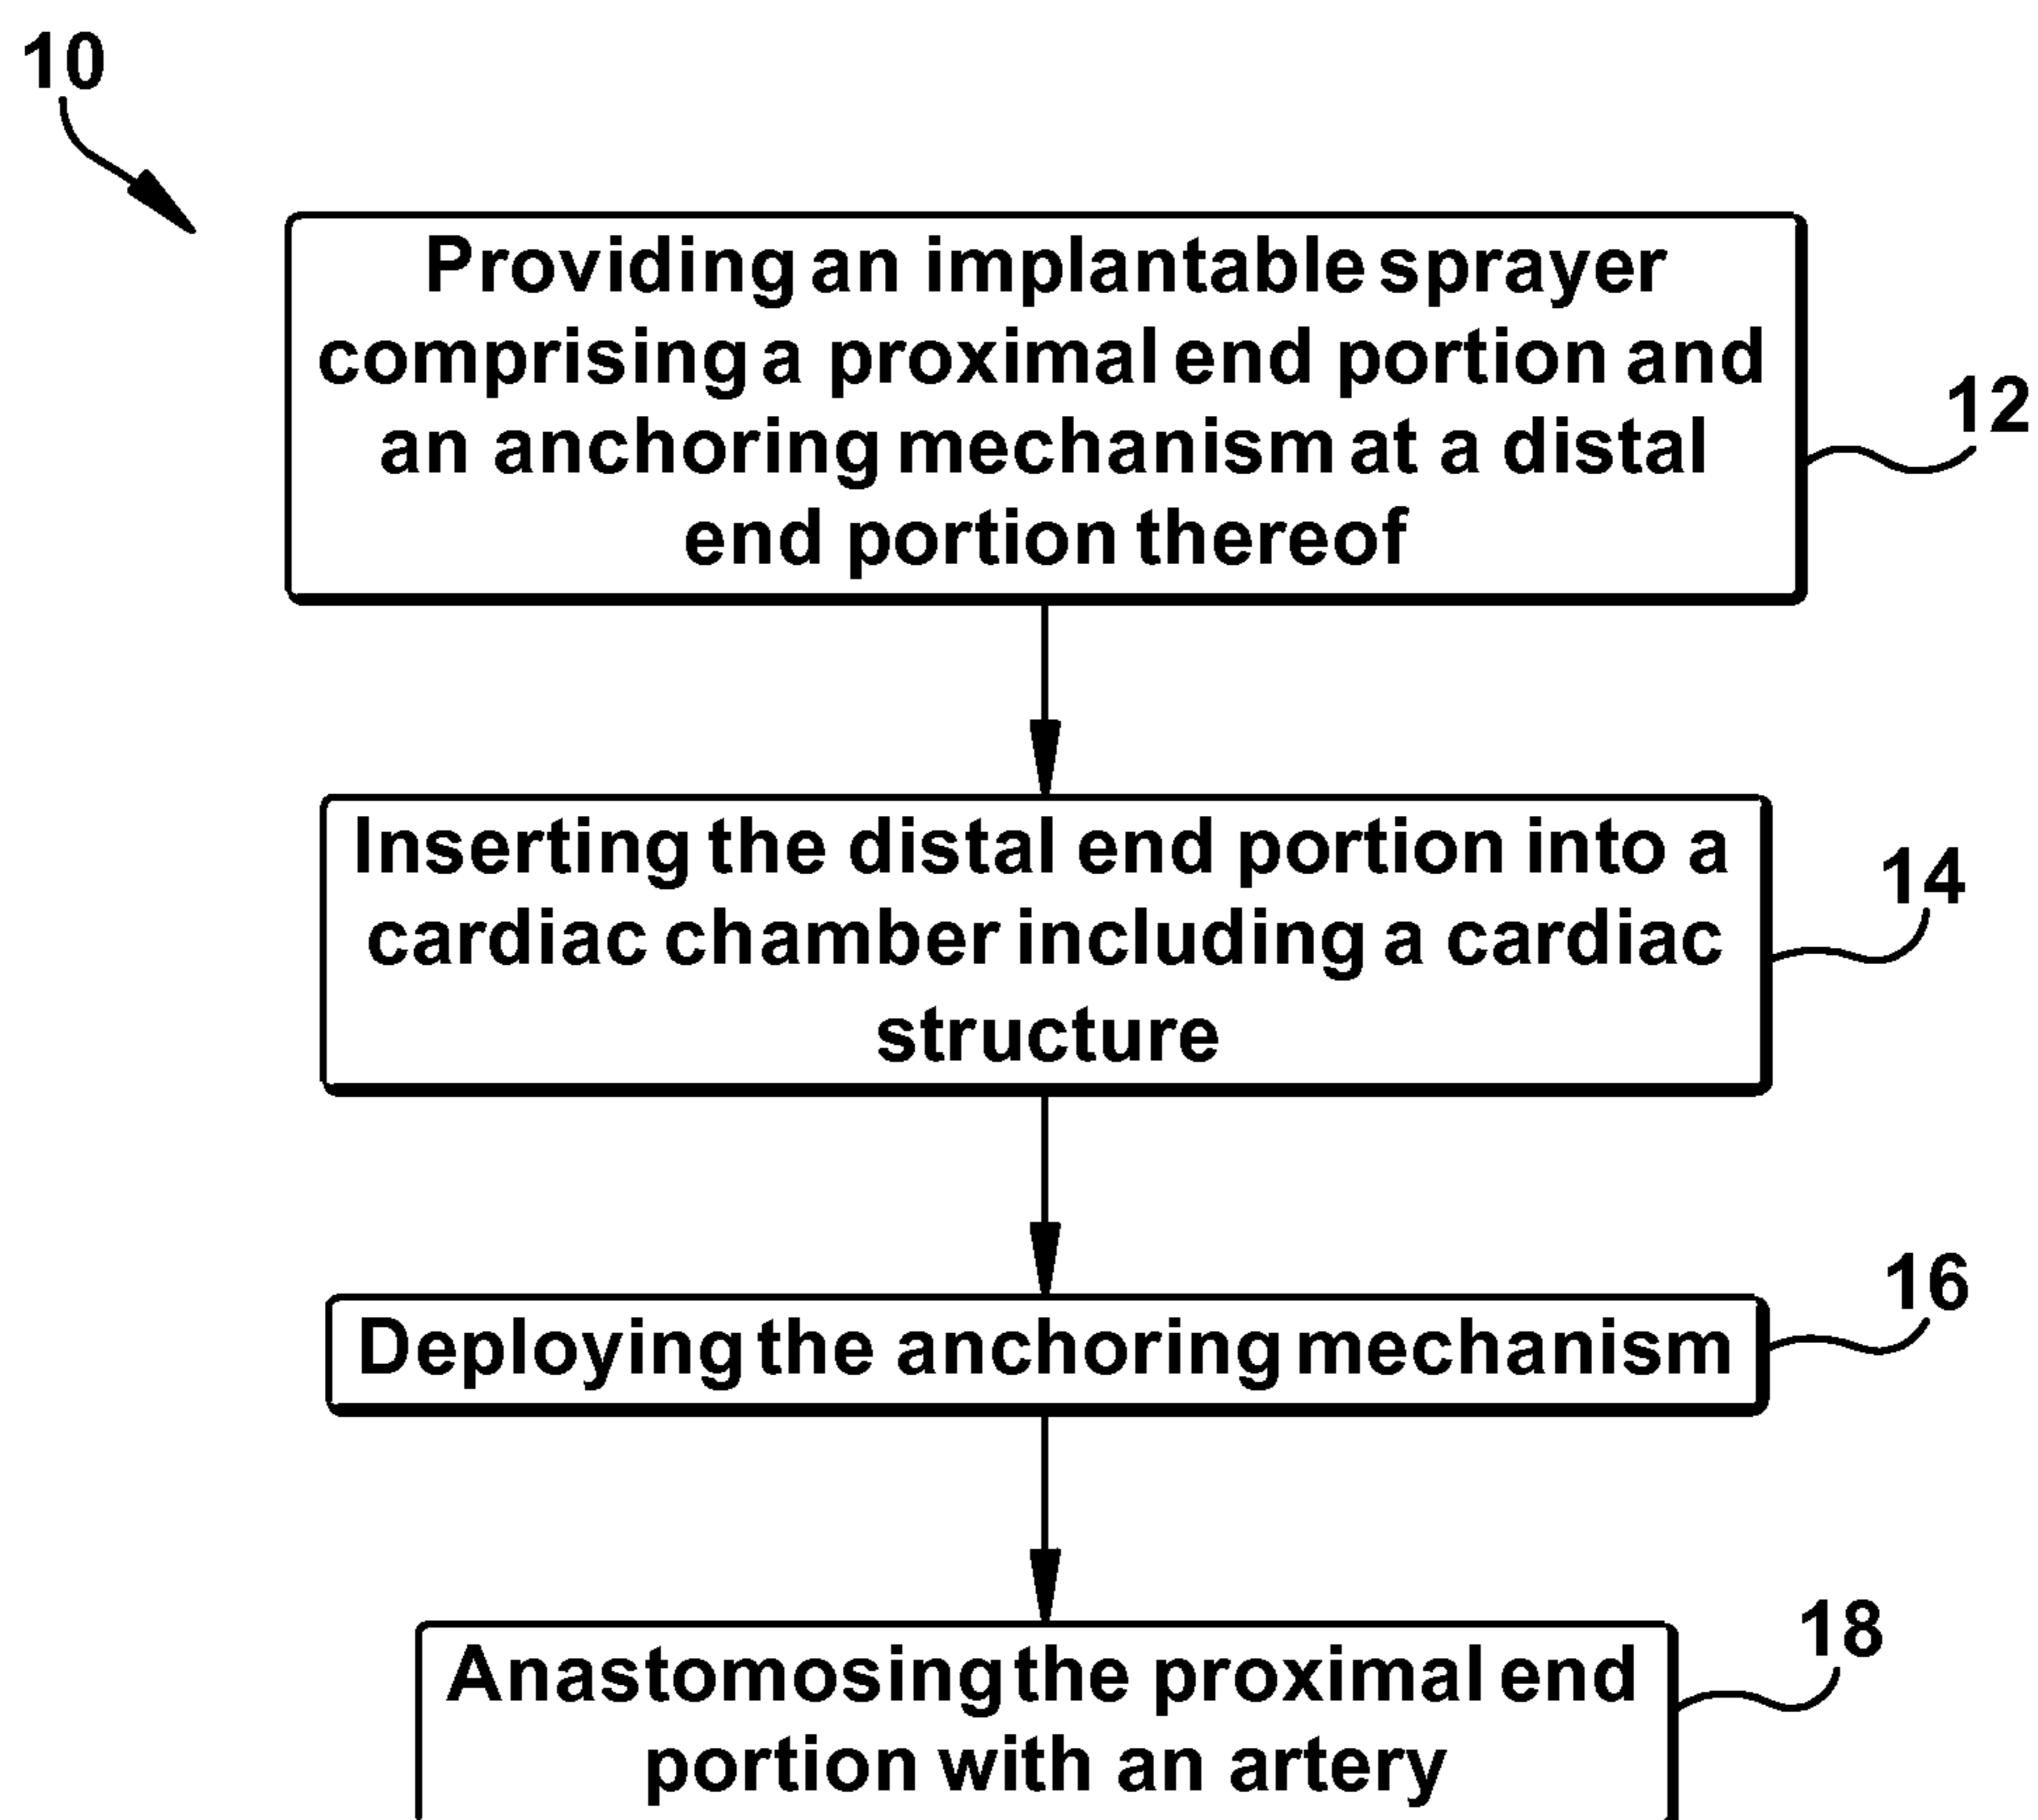 10
Providing an implantable sprayer
comprising a proximal end portion and
an anchoring mechanism at a distal
end portion thereof
12
Inserting the distal end portion into a
cardiac chamber including a cardiac
structure
14
Deploying the anchoring mechanism
16
Anastomosing the proximal end
portion with an artery
18